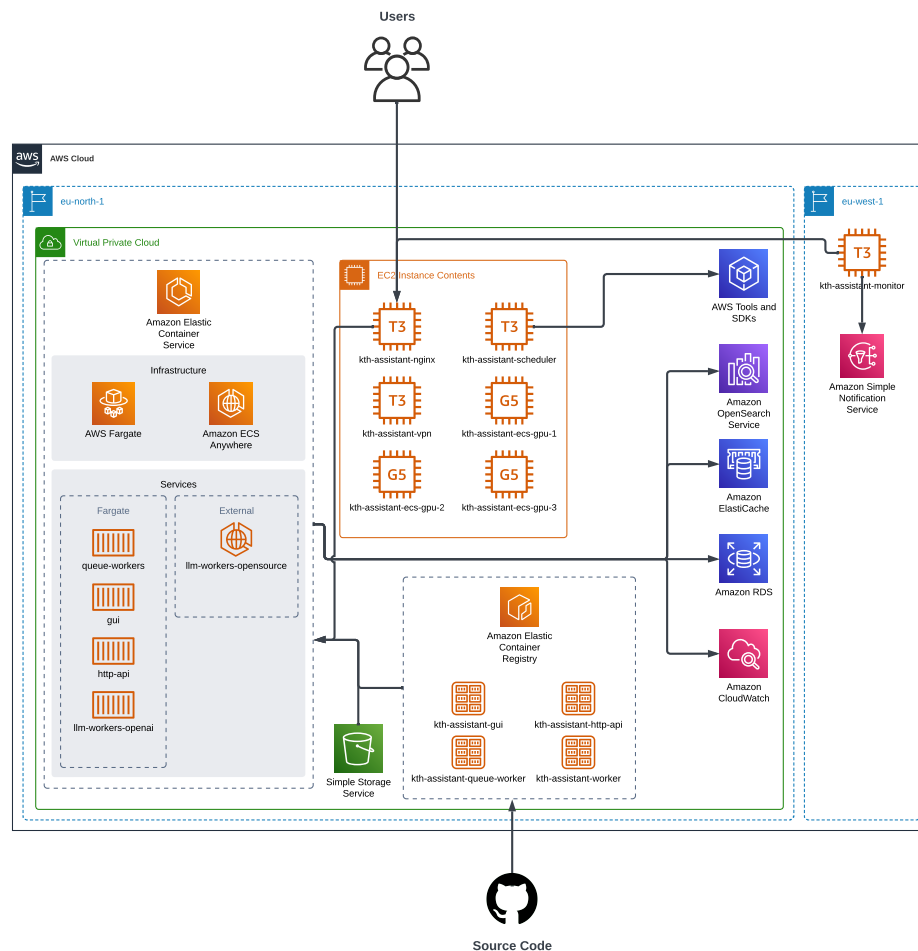 Users
aws
AWS Cloud
eu-north-1
eu-west-1
Virtual Private Cloud
Amazon Elastic
Container
Service
Infrastructure
AWS Fargate
Amazon ECS
Anywhere
Services
Fargate
queue-workers
gui
http-api
llm-workers-openai
External
llm-workers-opensource
EC2 Instance Contents
T3
kth-assistant-nginx
T3
kth-assistant-scheduler
T3
kth-assistant-vpn
G5
kth-assistant-ecs-gpu-1
G5
kth-assistant-ecs-gpu-2
G5
kth-assistant-ecs-gpu-3
AWS Tools and
SDKs
Amazon
OpenSearch
Service
Amazon
ElastiCache
Amazon RDS
Amazon
CloudWatch
T3
kth-assistant-monitor
Amazon Simple
Notification
Service
Amazon Elastic
Container
Registry
kth-assistant-gui
kth-assistant-http-api
kth-assistant-queue-worker
kth-assistant-worker
Simple Storage
Service
Source Code